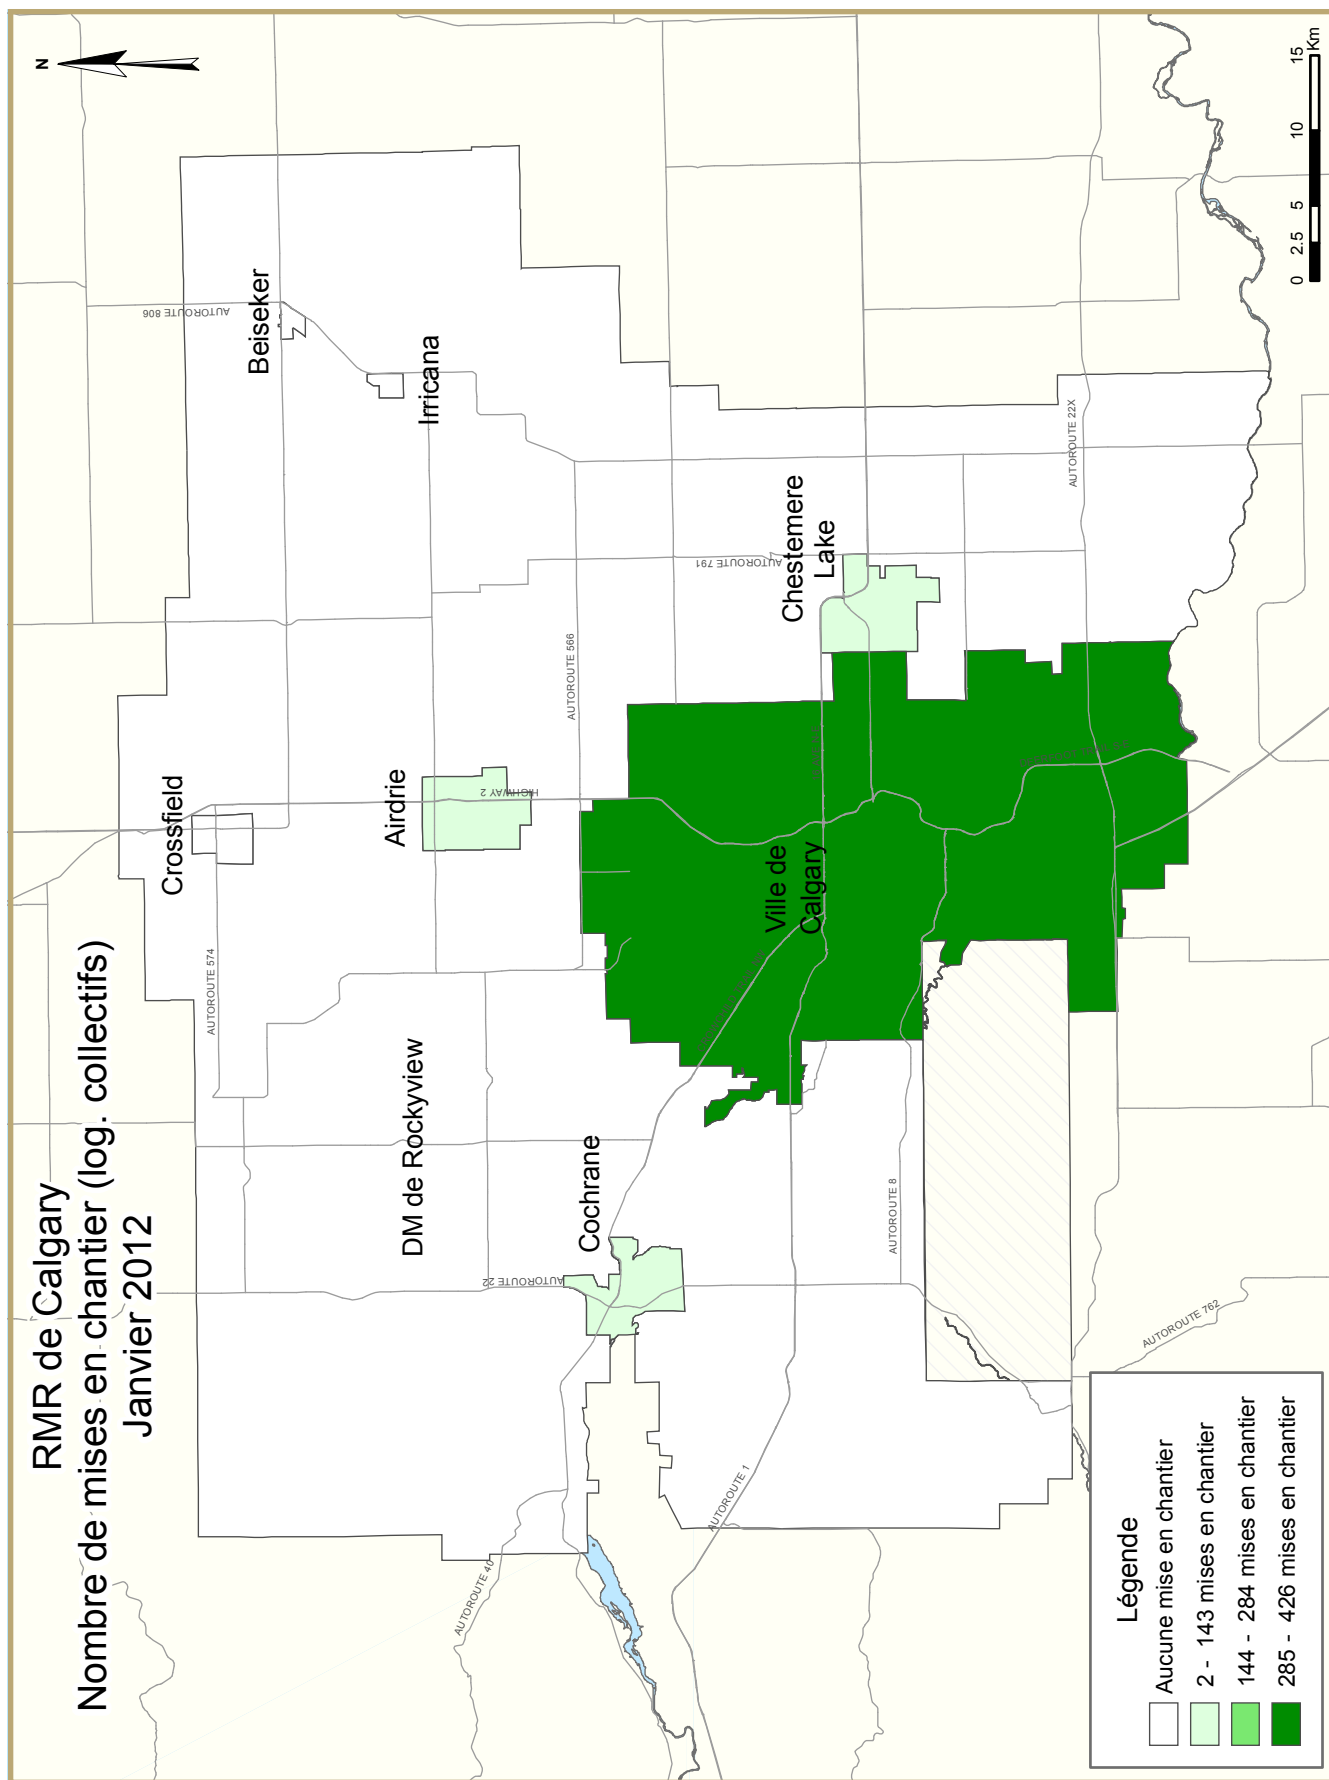 RMR de Calgary
Nombre de mises en chantier (log. collectifs)
Janvier 2012
N
Crossfield
Beiseker
Irricana
Airdrie
DM de Rockyview
Cochrane
Chestemere
Lake
Ville de
Calgary
AUTOROUTE 574
AUTOROUTE 806
AUTOROUTE 566
HIGHWAY 2
AUTOROUTE 791
AUTOROUTE 22
AUTOROUTE 40
AUTOROUTE 1
AUTOROUTE 8
AUTOROUTE 22X
AUTOROUTE 762
Légende
Aucune mise en chantier
2 - 143 mises en chantier
144 - 284 mises en chantier
285 - 426 mises en chantier
0 2.5 5 10 15
Km